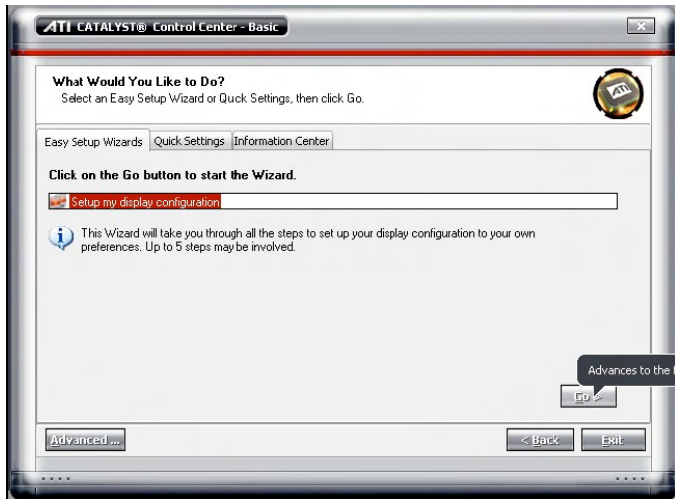 ATI CATALYST® Control Center - Basic
What Would You Like to Do?
Select an Easy Setup Wizard or Quck Settings, then click Go.
ATI
Easy Setup Wizards Quick Settings Information Center
Click on the Go button to start the Wizard.
Setup my display configuration
This Wizard will take you through all the steps to set up your display configuration to your own
preferences. Up to 5 steps may be involved.
Advances to the
Go
Advanced ... < Back Exit